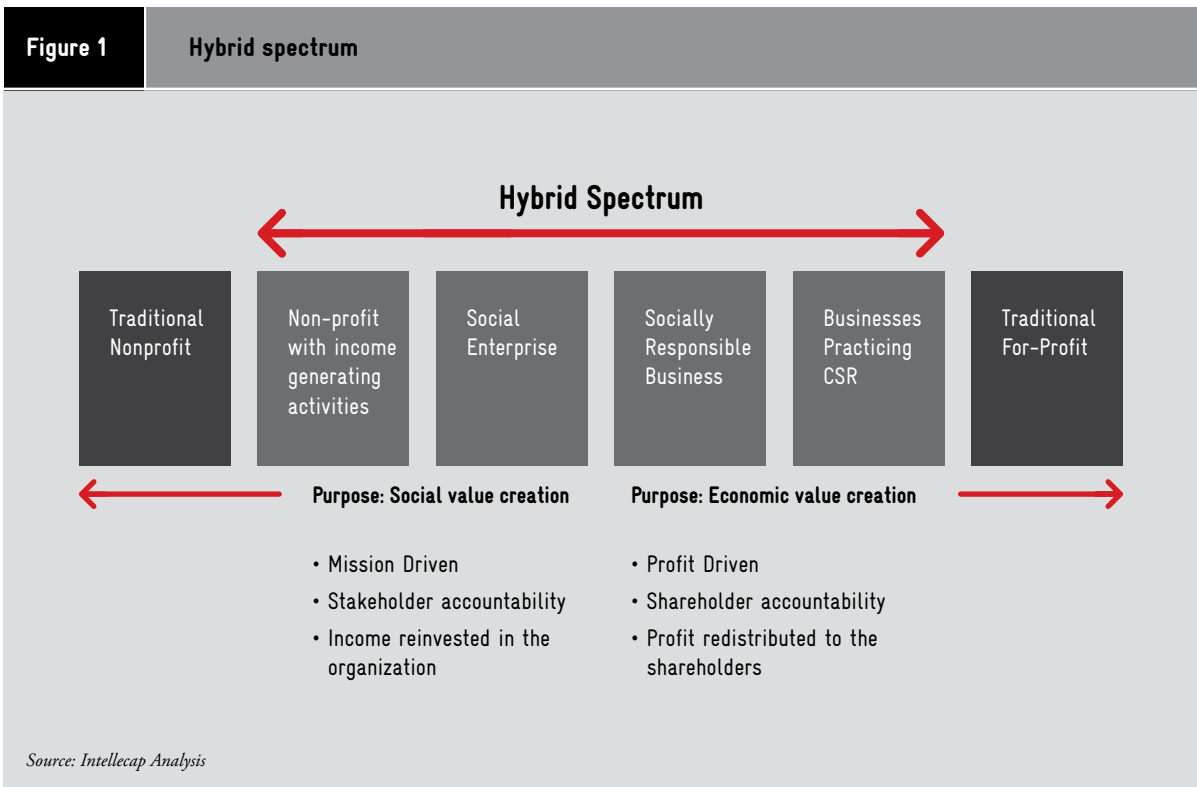 Figure 1
Hybrid spectrum
Hybrid Spectrum
Traditional
Nonprofit
Non-profit
with income
generating
activities
Social
Enterprise
Socially
Responsible
Business
Businesses
Practicing
CSR
Traditional
For-Profit
Purpose: Social value creation
• Mission Driven
• Stakeholder accountability
• Income reinvested in the
organization
Purpose: Economic value creation
• Profit Driven
• Shareholder accountability
• Profit redistributed to the
shareholders
Source: Intellecap Analysis